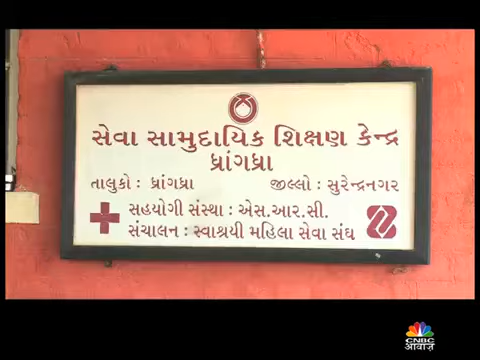 સેવા સામુદાયિક શિક્ષણ કેન્દ્ર
ધ્રાંગધ્રા
તાલુકો : ધ્રાંગધ્રા જીલ્લો : સુરેન્દ્રનગર
સહયોગી સંસ્થા : એસ.આર.સી.
સંચાલન : સ્વાશ્રયી મહિલા સેવા સંઘ
CNBC
आवाज़